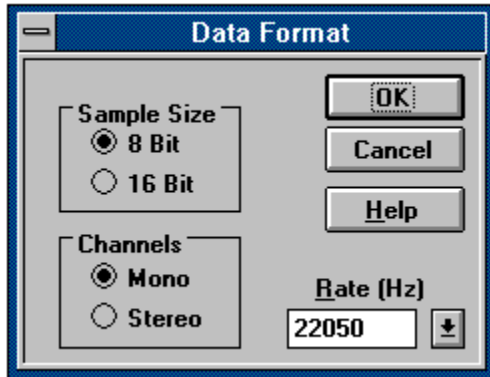 Data Format
Sample Size
8 Bit
16 Bit
Channels
Mono
Stereo
OK
Cancel
Help
Rate (Hz)
22050